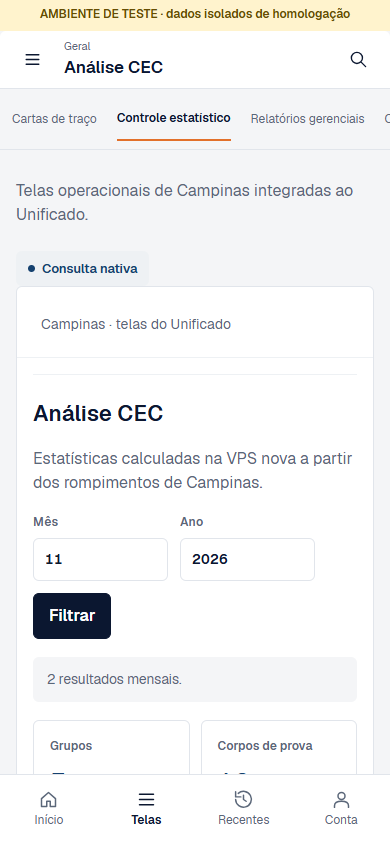 AMBIENTE DE TESTE · dados isolados de homologação
Geral
Análise CEC
Cartas de traço
Controle estatístico
Relatórios gerenciais
Telas operacionais de Campinas integradas ao
Unificado.
Consulta nativa
Campinas · telas do Unificado
Análise CEC
Estatísticas calculadas na VPS nova a partir
dos rompimentos de Campinas.
Mês
Ano
11
2026
Filtrar
2 resultados mensais.
Grupos
Corpos de prova
Início
Telas
Recentes
Conta